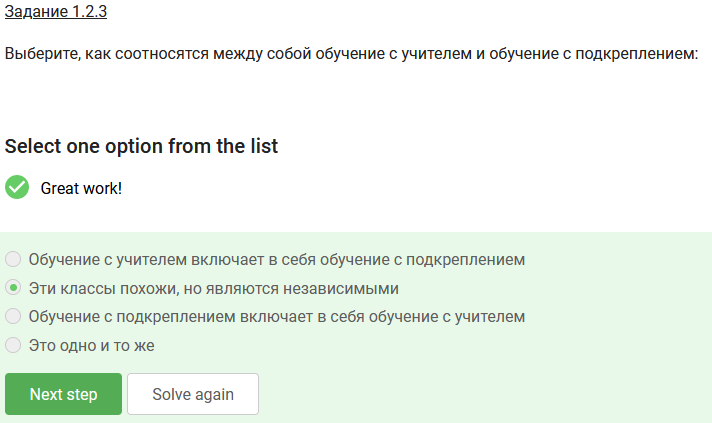 Задание 1.2.3
Выберите, как соотносятся между собой обучение с учителем и обучение с подкреплением:
Select one option from the list
Great work!
Обучение с учителем включает в себя обучение с подкреплением
Эти классы похожи, но являются независимыми
Обучение с подкреплением включает в себя обучение с учителем
Это одно и то же
Next step
Solve again